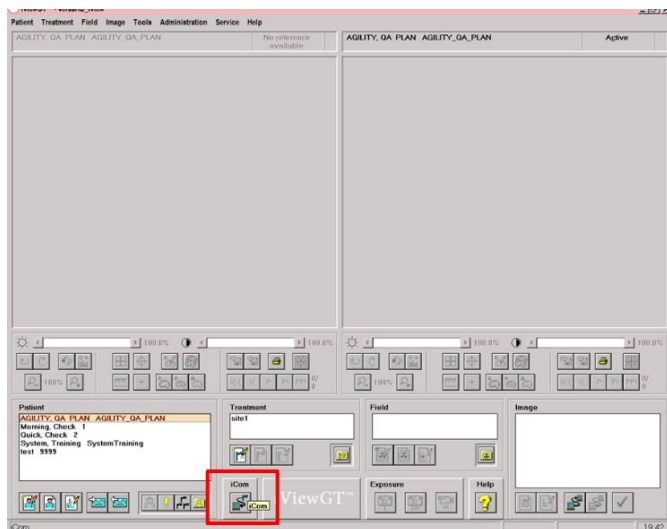 Patient Treatment Field Image Tools Administration Service Help
AGILITY, QA PLAN AGILITY_QA_PLAN
No reference
available
AGILITY, QA PLAN AGILITY_QA_PLAN
Active
100.0%
100.0%
100.0%
100.0%
100%
100%
Patient
AGILITY, QA PLAN AGILITY_QA_PLAN
Morning, Check 1
Quick, Check 2
System, Training SystemTraining
test 9999
Treatment
site1
Field
Image
iCom
iCom
ViewGT™
Exposure
Help
iCom
19:42